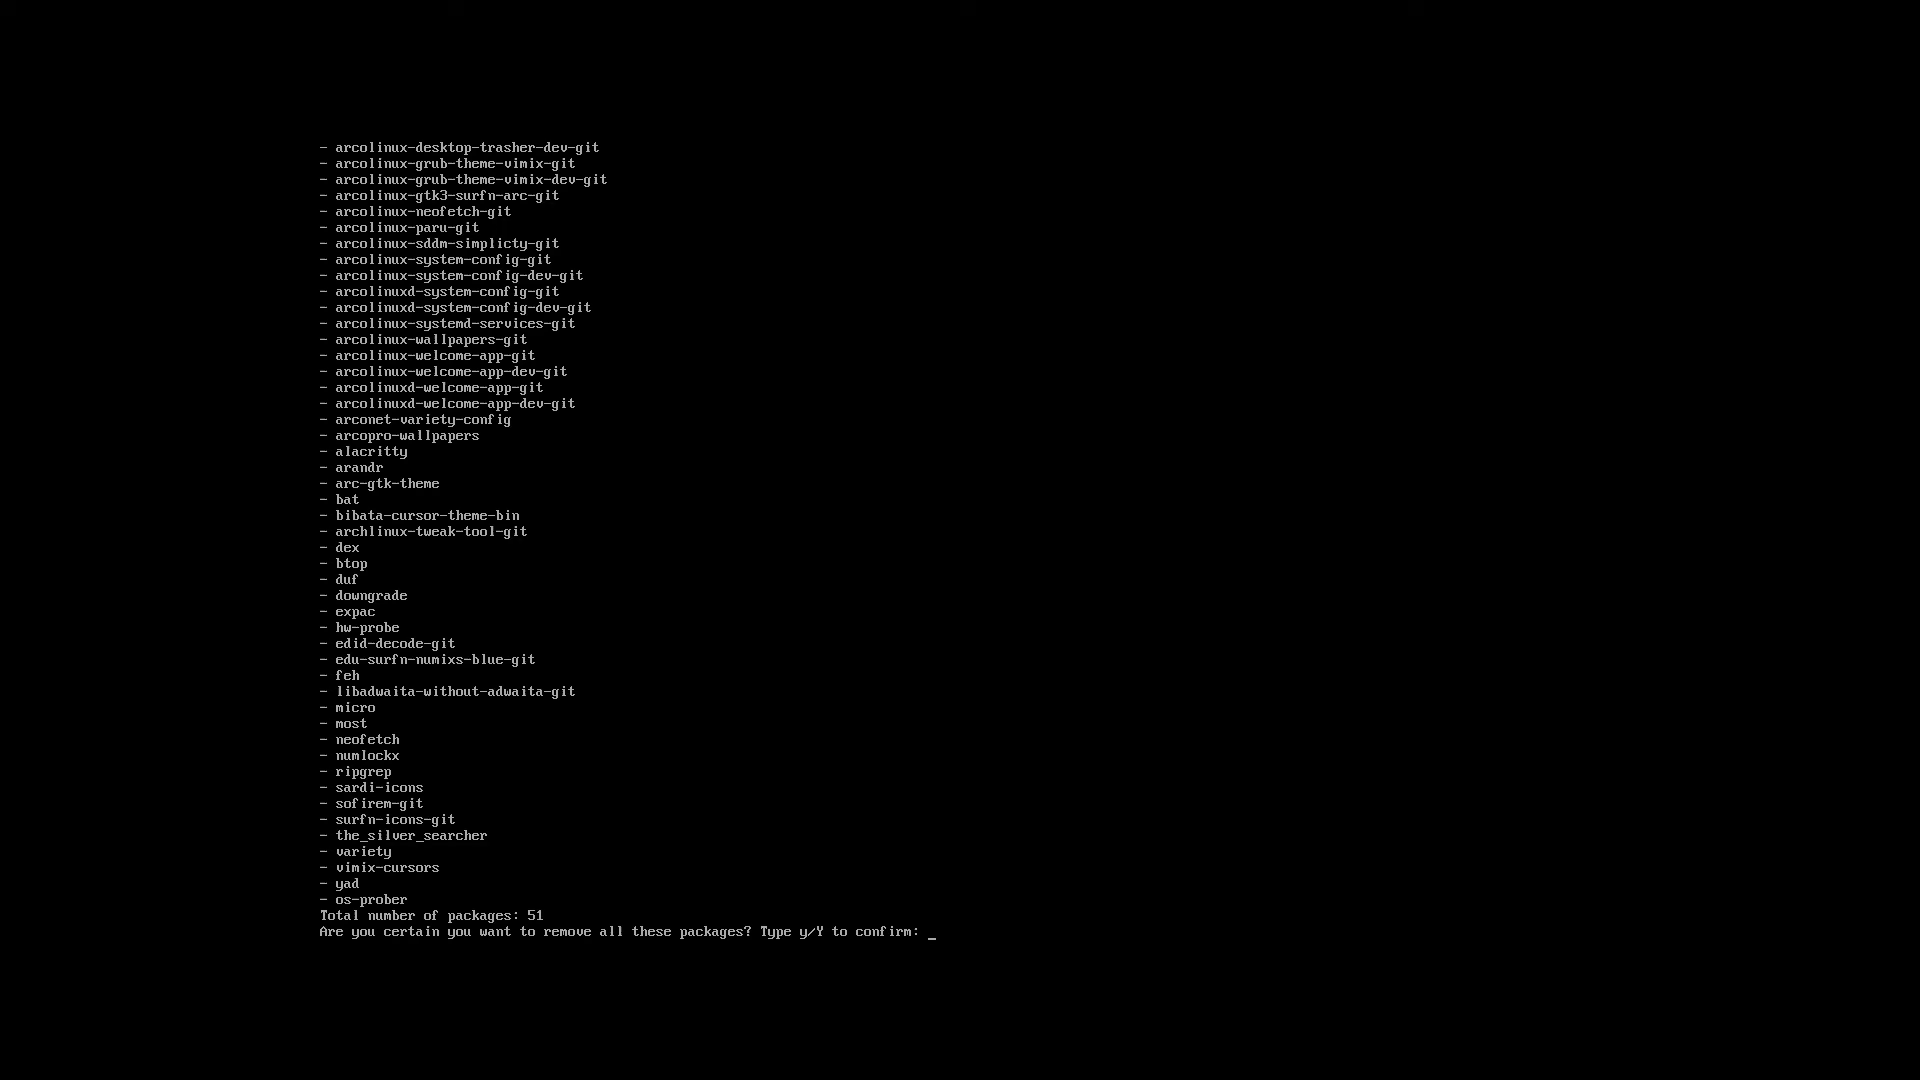 - arcolinux-desktop-trasher-dev-git
- arcolinux-grub-theme-vimix-git
- arcolinux-grub-theme-vimix-dev-git
- arcolinux-gtk3-surfn-arc-git
- arcolinux-neofetch-git
- arcolinux-paru-git
- arcolinux-sddm-simplicty-git
- arcolinux-system-config-git
- arcolinux-system-config-dev-git
- arcolinuxd-system-config-git
- arcolinuxd-system-config-dev-git
- arcolinux-systemd-services-git
- arcolinux-wallpapers-git
- arcolinux-welcome-app-git
- arcolinux-welcome-app-dev-git
- arcolinuxd-welcome-app-git
- arcolinuxd-welcome-app-dev-git
- arconet-variety-config
- arcopro-wallpapers
- alacritty
- arandr
- arc-gtk-theme
- bat
- bibata-cursor-theme-bin
- archlinux-tweak-tool-git
- dex
- btop
- duf
- downgrade
- expac
- hw-probe
- edid-decode-git
- edu-surfn-numixs-blue-git
- feh
- libadwaita-without-adwaita-git
- micro
- most
- neofetch
- numlockx
- ripgrep
- sardi-icons
- sofirem-git
- surfn-icons-git
- the_silver_searcher
- variety
- vimix-cursors
- yad
- os-prober
Total number of packages: 51
Are you certain you want to remove all these packages? Type y/Y to confirm: _